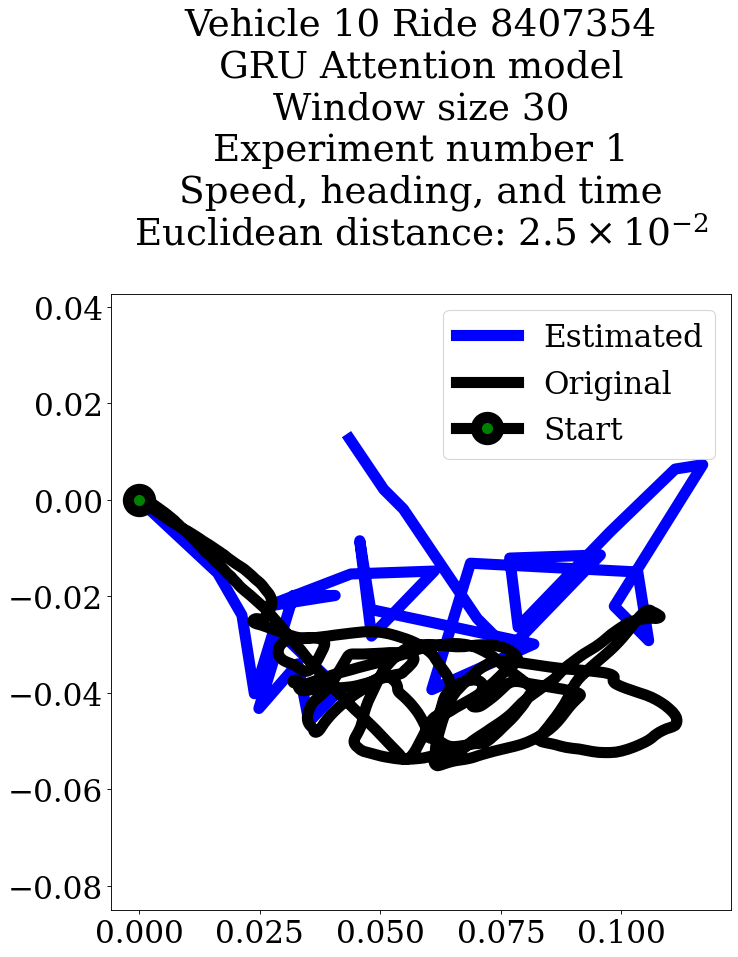 Vehicle 10 Ride 8407354
GRU Attention model
Window size 30
Experiment number 1
Speed, heading, and time
Euclidean distance: 2.5 × 10⁻²
0.04
0.02
0.00
−0.02
−0.04
−0.06
−0.08
Estimated
Original
Start
0.000 0.025 0.050 0.075 0.100